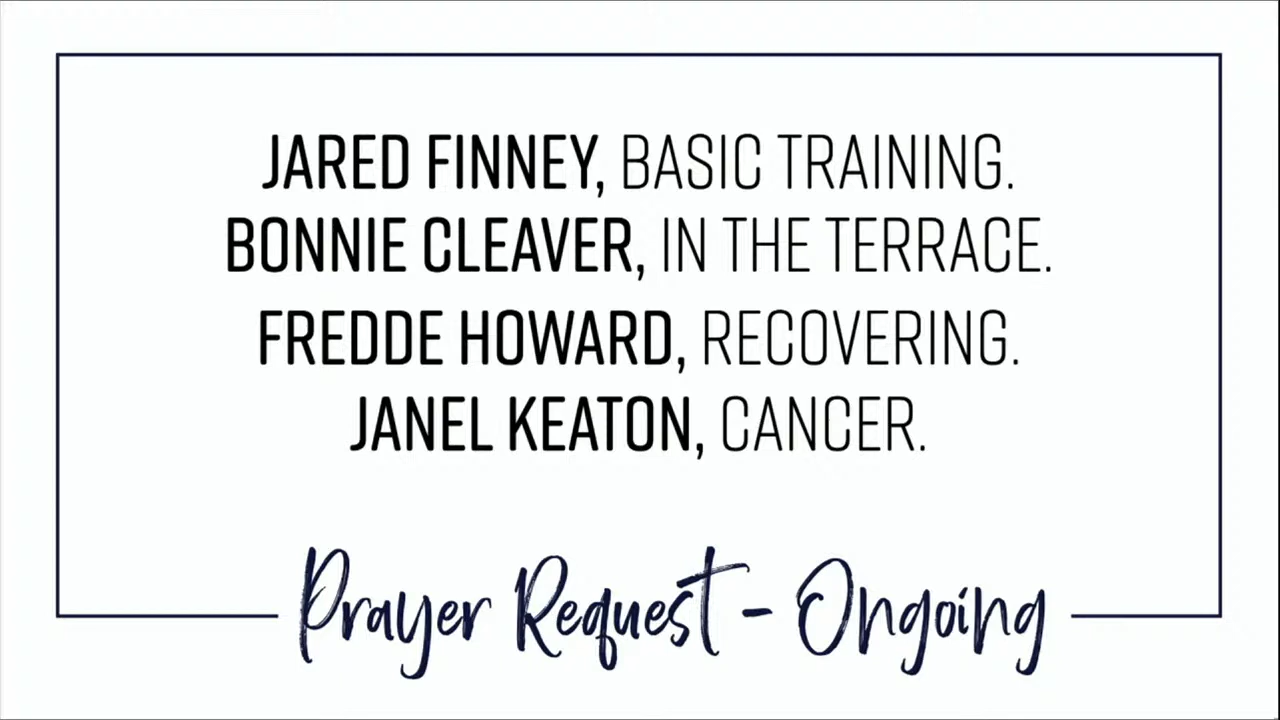 JARED FINNEY, BASIC TRAINING.
BONNIE CLEAVER, IN THE TERRACE.
FREDDE HOWARD, RECOVERING.
JANEL KEATON, CANCER.
Prayer Request - Ongoing